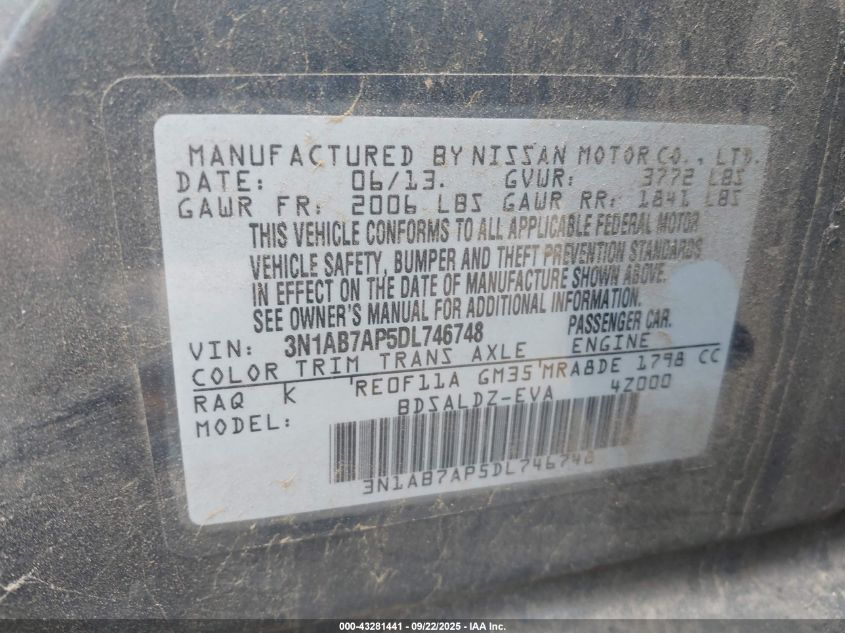 MANUFACTURED BY NISSAN MOTOR CO., LTD.
DATE: 06/13. GVWR: 3772 LBS
GAWR FR: 2006 LBS GAWR RR: 1841 LBS
THIS VEHICLE CONFORMS TO ALL APPLICABLE FEDERAL MOTOR
VEHICLE SAFETY, BUMPER AND THEFT PREVENTION STANDARDS
IN EFFECT ON THE DATE OF MANUFACTURE SHOWN ABOVE.
SEE OWNER'S MANUAL FOR ADDITIONAL INFORMATION.
VIN: 3N1AB7AP5DL746748 PASSENGER CAR.
COLOR TRIM TRANS AXLE ENGINE
RAQ K RE0F11A GM35 MRA8DE 1798 CC
MODEL: BDSALDZ-EVA 4Z000
3N1AB7AP5DL746748
000-43281441 - 09/22/2025 - IAA Inc.